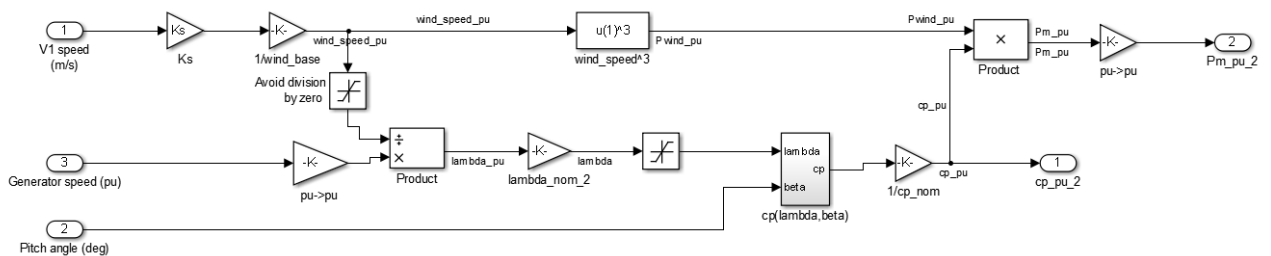 1
V1 speed
(m/s)
Ks
Ks
-K-
1/wind_base
wind_speed_pu
wind_speed_pu
u(1)^3
wind_speed^3
Pwind_pu
Pwind_pu
×
Product
Pm_pu
Pm_pu
-K-
pu->pu
2
Pm_pu_2
Avoid division
by zero
cp_pu
3
Generator speed (pu)
-K-
pu->pu
÷
×
Product
lambda_pu
-K-
lambda_nom_2
lambda
lambda
beta
cp
cp(lambda,beta)
-K-
1/cp_nom
cp_pu
1
cp_pu_2
2
Pitch angle (deg)